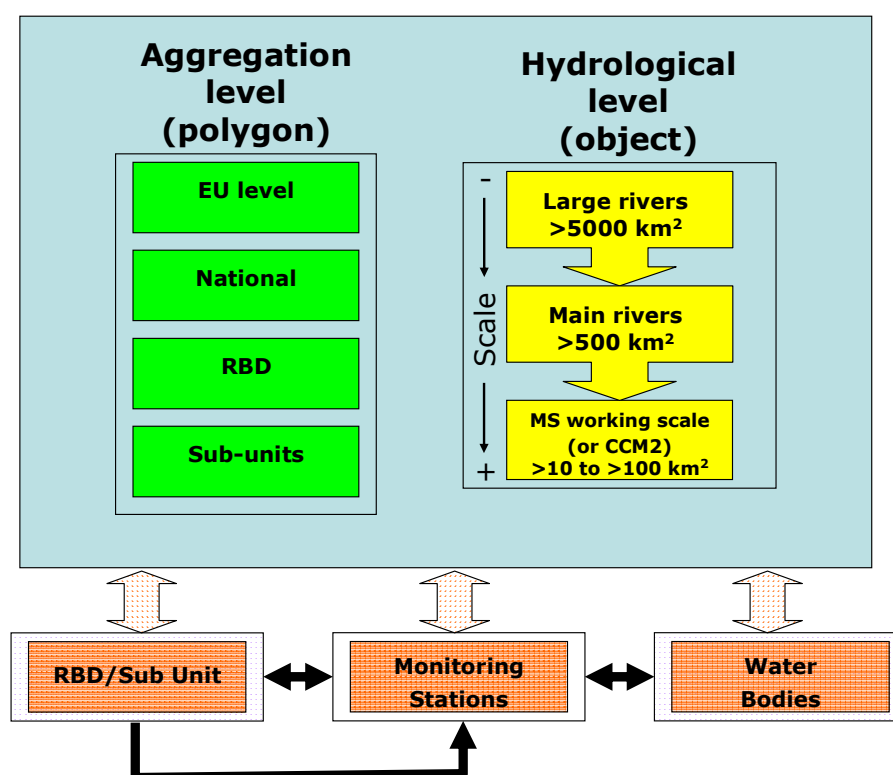 Aggregation
level
(polygon)
EU level
National
RBD
Sub-units
Hydrological
level
(object)
-
Scale
+
Large rivers
>5000 km²
Main rivers
>500 km²
MS working scale
(or CCM2)
>10 to >100 km²
RBD/Sub Unit
Monitoring
Stations
Water
Bodies